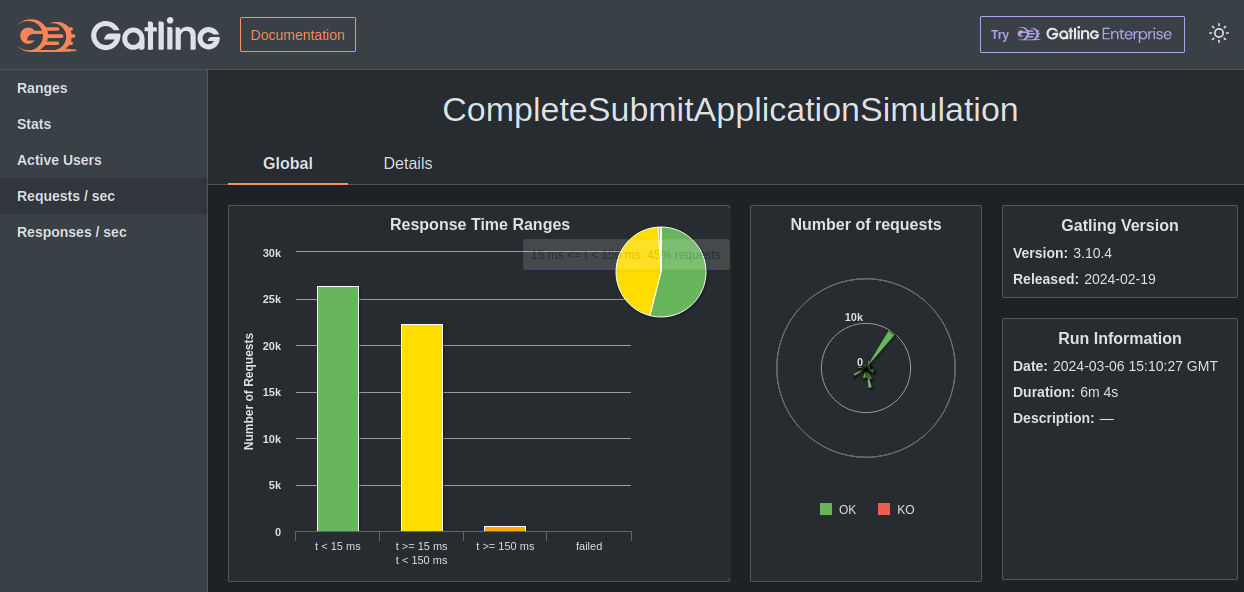 Gatling
Documentation
Try Gatling Enterprise
Ranges
Stats
Active Users
Requests / sec
Responses / sec
CompleteSubmitApplicationSimulation
Global
Details
Response Time Ranges
15 ms <= t < 150 ms: 45% requests
Number of Requests
30k
25k
20k
15k
10k
5k
0
t < 15 ms
t >= 15 ms
t < 150 ms
t >= 150 ms
failed
Number of requests
10k
0
OK
KO
Gatling Version
Version: 3.10.4
Released: 2024-02-19
Run Information
Date: 2024-03-06 15:10:27 GMT
Duration: 6m 4s
Description: —